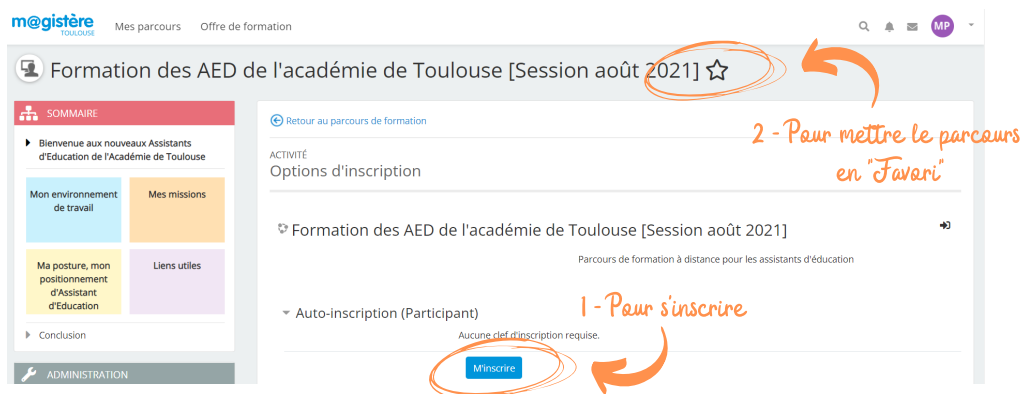 m@gistère
TOULOUSE
Mes parcours Offre de formation
MP
Formation des AED de l'académie de Toulouse [Session août 2021]
SOMMAIRE
Bienvenue aux nouveaux Assistants
d'Education de l'Académie de Toulouse
Mon environnement
de travail
Mes missions
Ma posture, mon
positionnement
d'Assistant
d'Education
Liens utiles
Conclusion
ADMINISTRATION
Retour au parcours de formation
ACTIVITÉ
Options d'inscription
2 - Pour mettre le parcours
en "Favori"
Formation des AED de l'académie de Toulouse [Session août 2021]
Parcours de formation à distance pour les assistants d'éducation
1 - Pour s'inscrire
Auto-inscription (Participant)
Aucune clef d'inscription requise.
M'inscrire